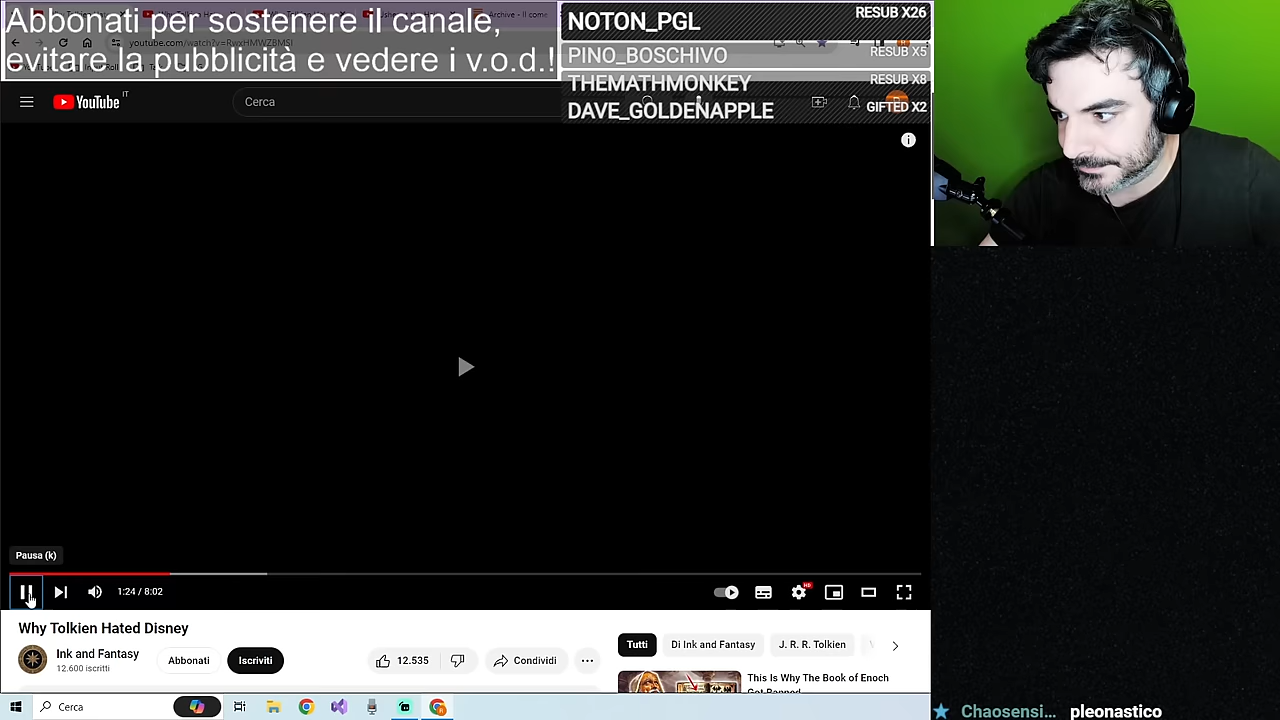 Abbonati per sostenere il canale,
evitare la pubblicità e vedere i v.o.d.!
NOTON_PGL RESUB X26
PINO_BOSCHIVO RESUB X5
THEMATHMONKEY RESUB X8
DAVE_GOLDENAPPLE GIFTED X2
YouTube IT
Cerca
Pausa (k)
1:24 / 8:02
HD
Why Tolkien Hated Disney
Ink and Fantasy
12.600 iscritti
Abbonati
Iscriviti
12.535
Condividi
Tutti
Di Ink and Fantasy
J. R. R. Tolkien
This Is Why The Book of Enoch
Got Banned
Cerca
Chaosensi... pleonastico